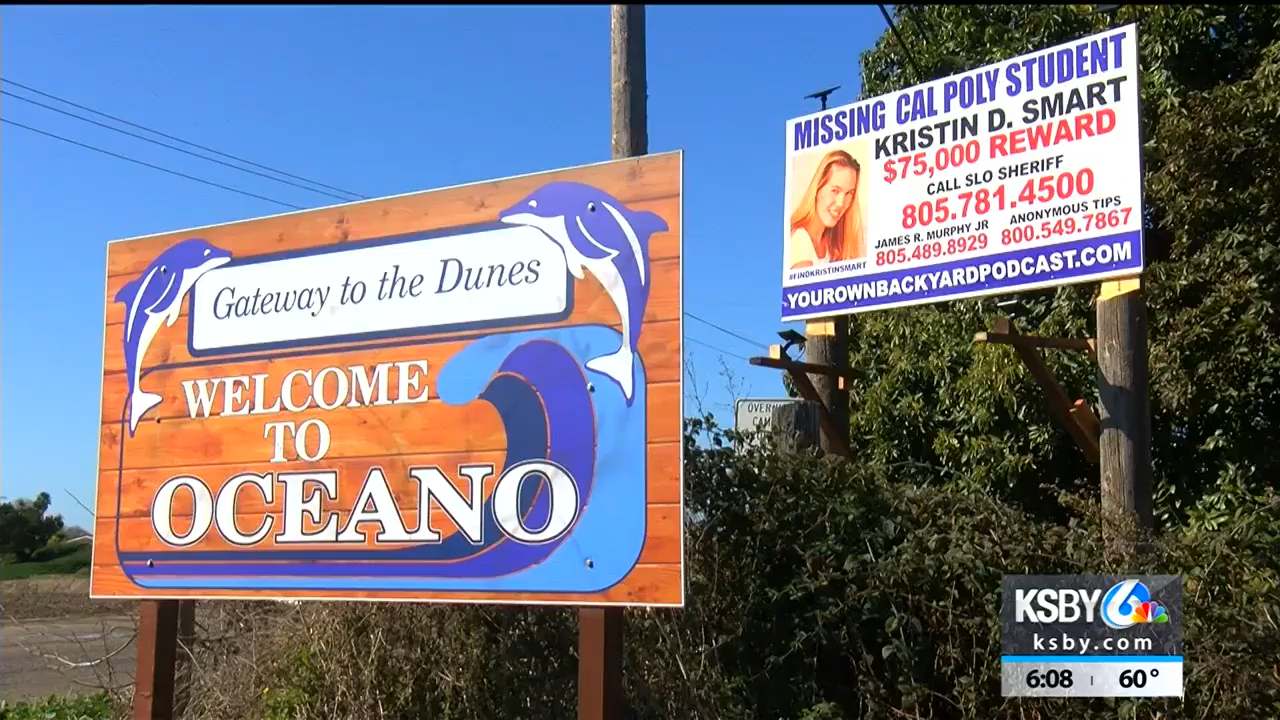 Gateway to the Dunes
WELCOME
TO
OCEANO
MISSING CAL POLY STUDENT
KRISTIN D. SMART
$75,000 REWARD
CALL SLO SHERIFF
805.781.4500
JAMES R. MURPHY JR
805.489.8929
ANONYMOUS TIPS
800.549.7867
#FINDKRISTINSMART
YOUROWNBACKYARDPODCAST.COM
KSBY 6
ksby.com
6:08 60°